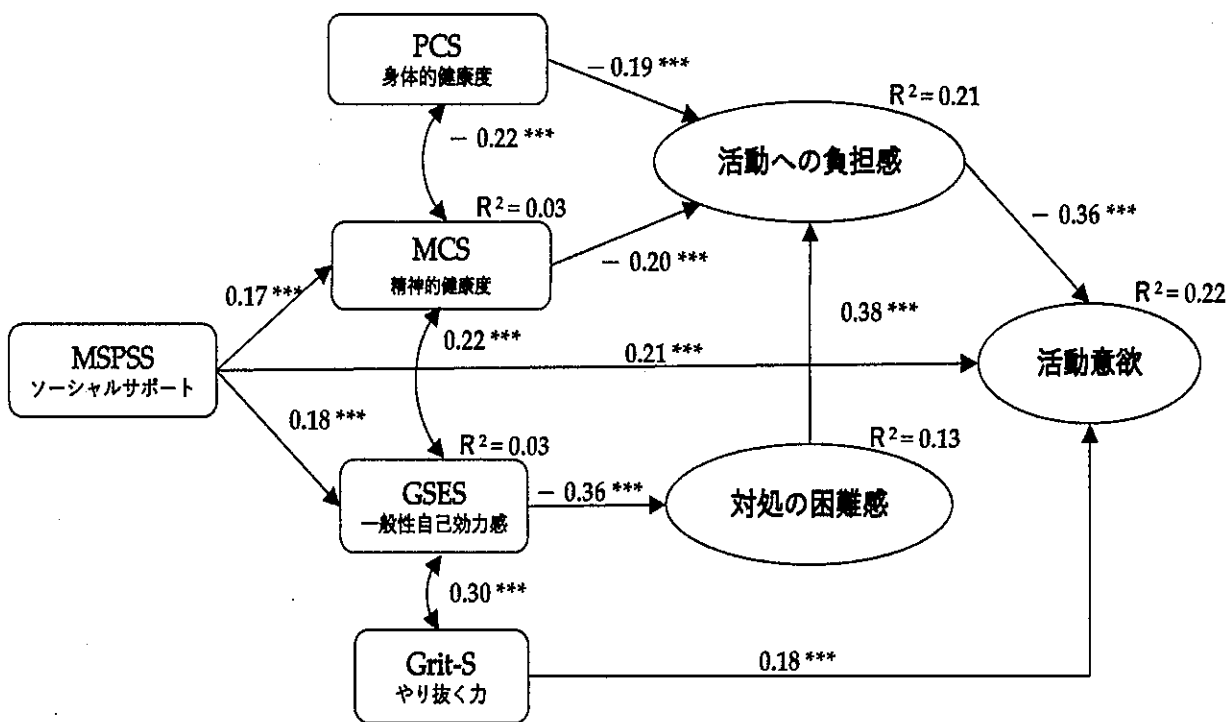 PCS
身体的健康度
− 0.19 ***
R² = 0.21
活動への負担感
− 0.22 ***
R² = 0.03
MCS
精神的健康度
− 0.20 ***
− 0.36 ***
R² = 0.22
0.17 ***
0.22 ***
0.38 ***
MSPSS
ソーシャルサポート
0.21 ***
活動意欲
0.18 ***
R² = 0.03
R² = 0.13
GSES
一般性自己効力感
− 0.36 ***
対処の困難感
0.30 ***
Grit-S
やり抜く力
0.18 ***